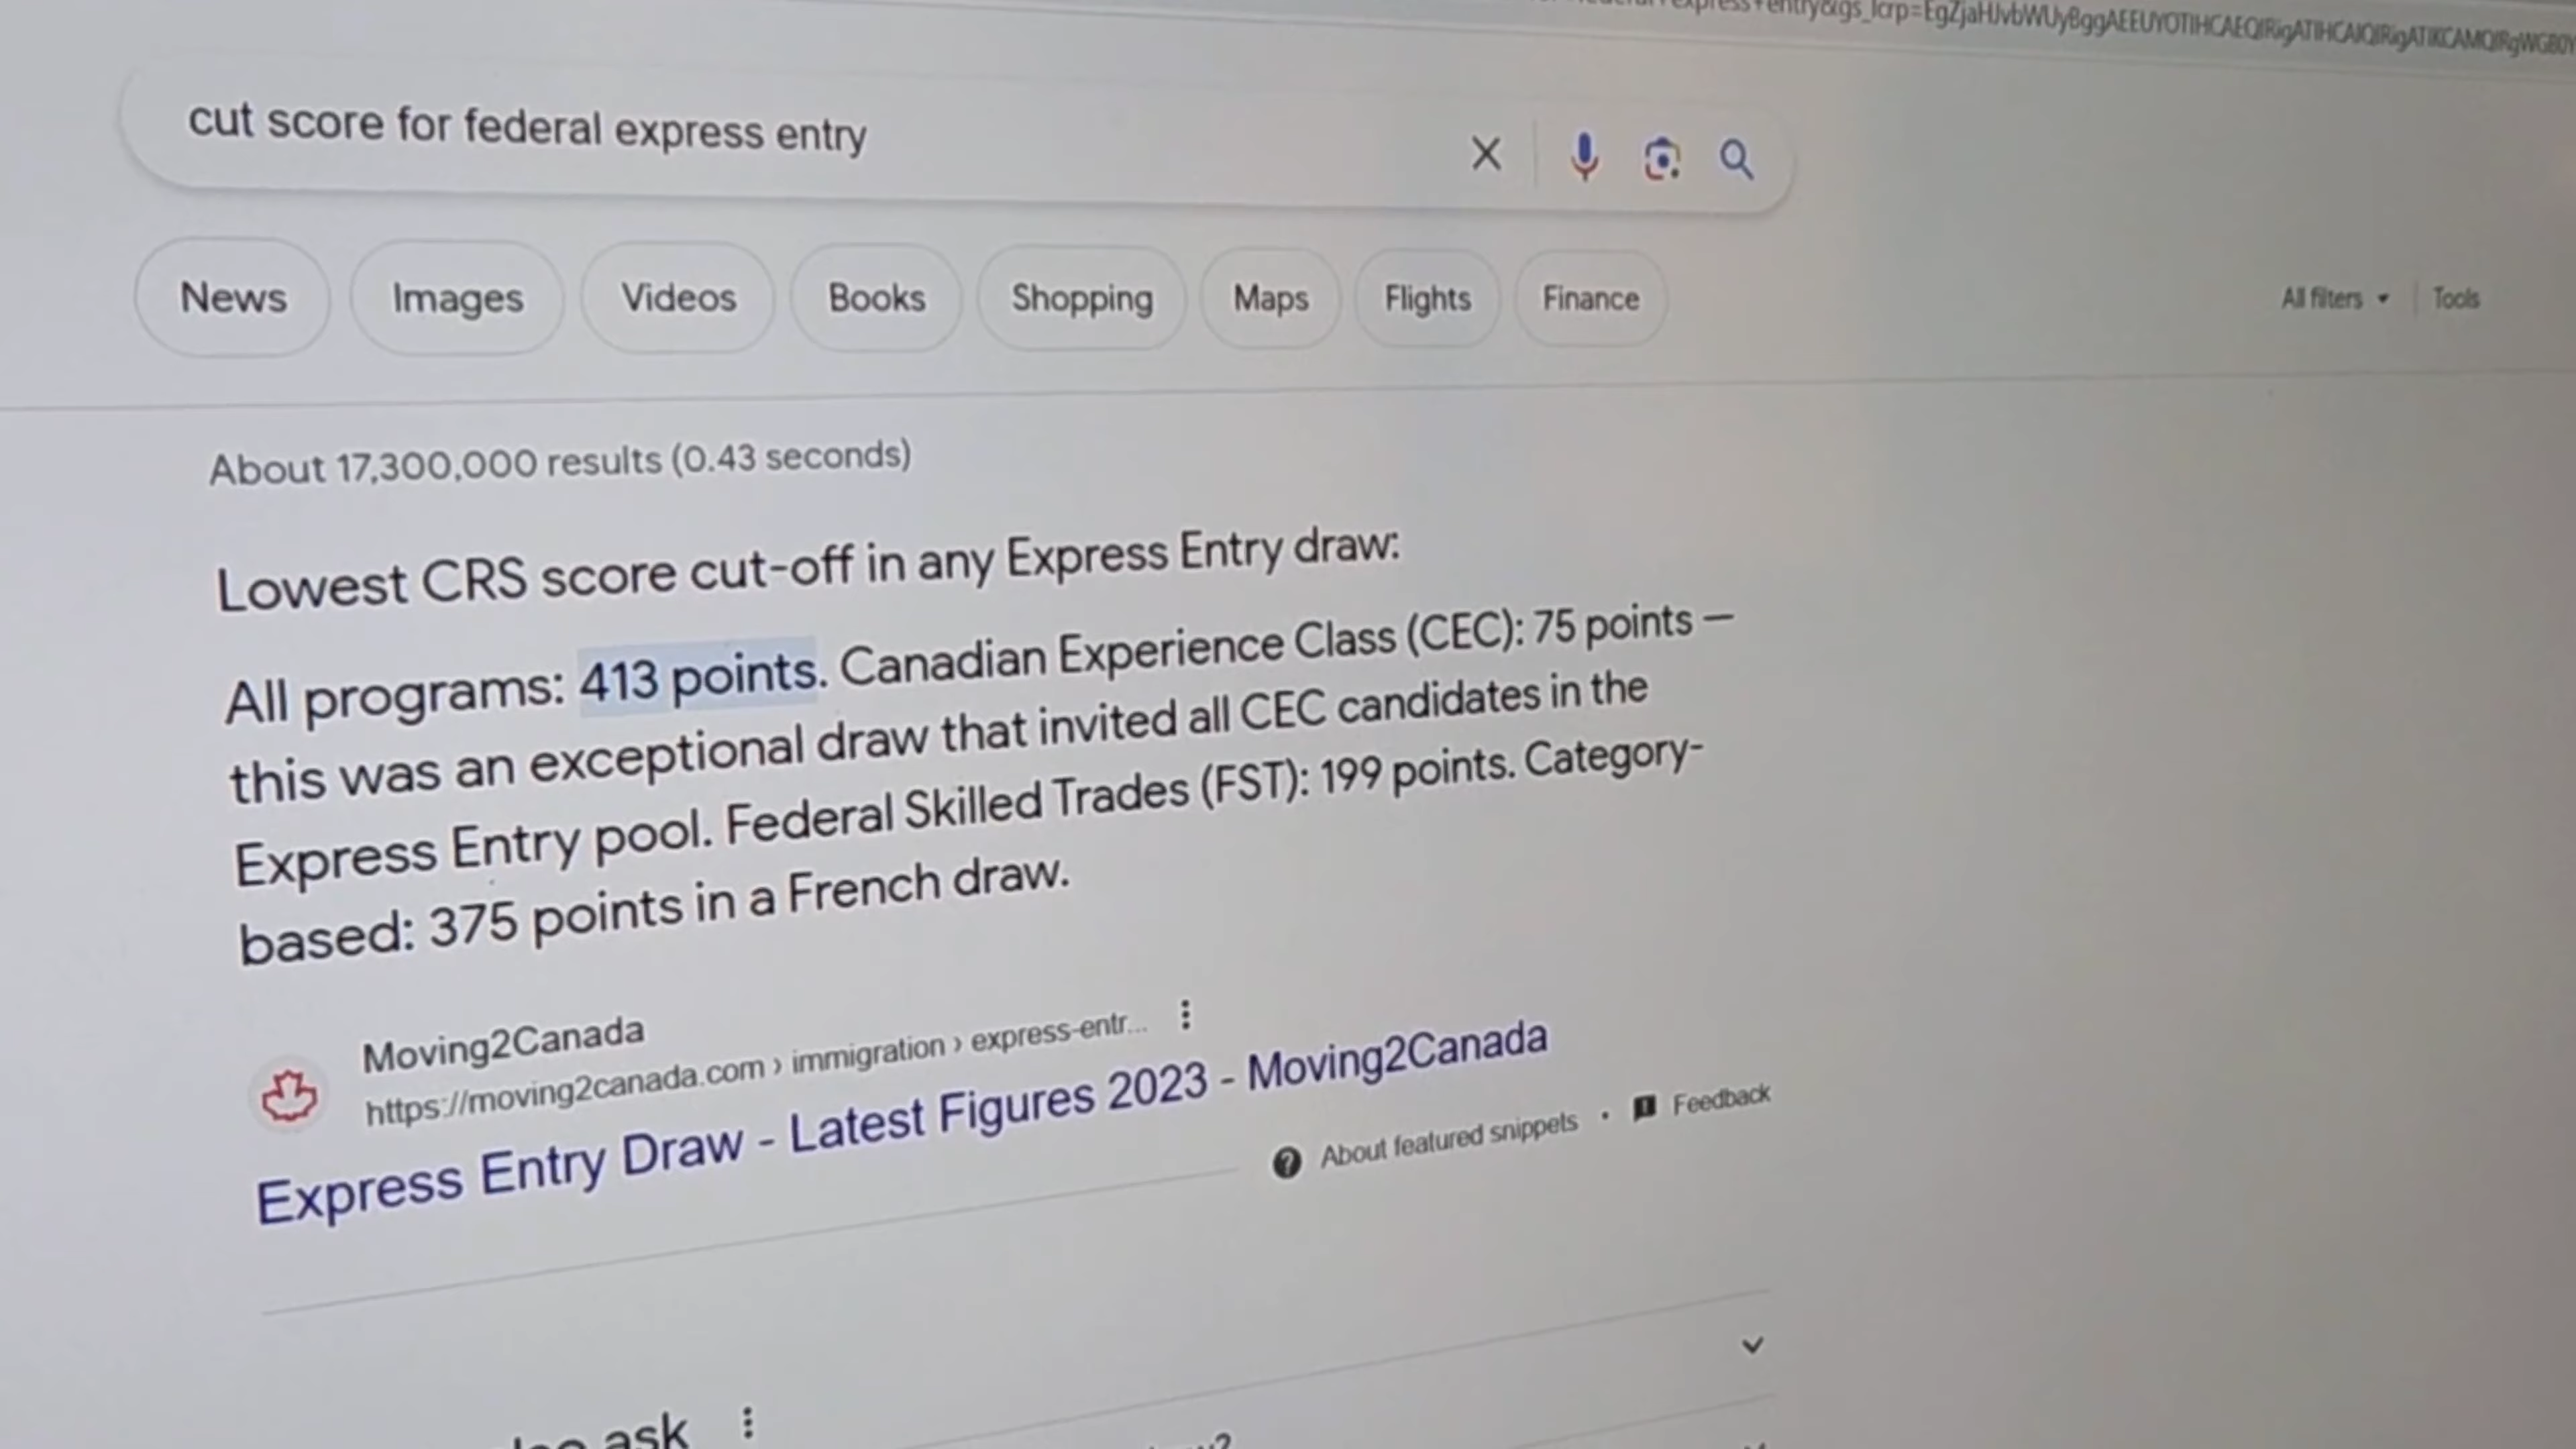 express+entry&gs_lcrp=EgZjaHJvbWUyBggAEEUYOTIHCAEQIRigATIHCAIQIRigATIKCAMQIRgWGB0Y
cut score for federal express entry
News Images Videos Books Shopping Maps Flights Finance All filters Tools
About 17,300,000 results (0.43 seconds)
Lowest CRS score cut-off in any Express Entry draw:
All programs: 413 points. Canadian Experience Class (CEC): 75 points —
this was an exceptional draw that invited all CEC candidates in the
Express Entry pool. Federal Skilled Trades (FST): 199 points. Category-
based: 375 points in a French draw.
Moving2Canada
https://moving2canada.com › immigration › express-entr...
Express Entry Draw - Latest Figures 2023 - Moving2Canada
About featured snippets • Feedback
ask